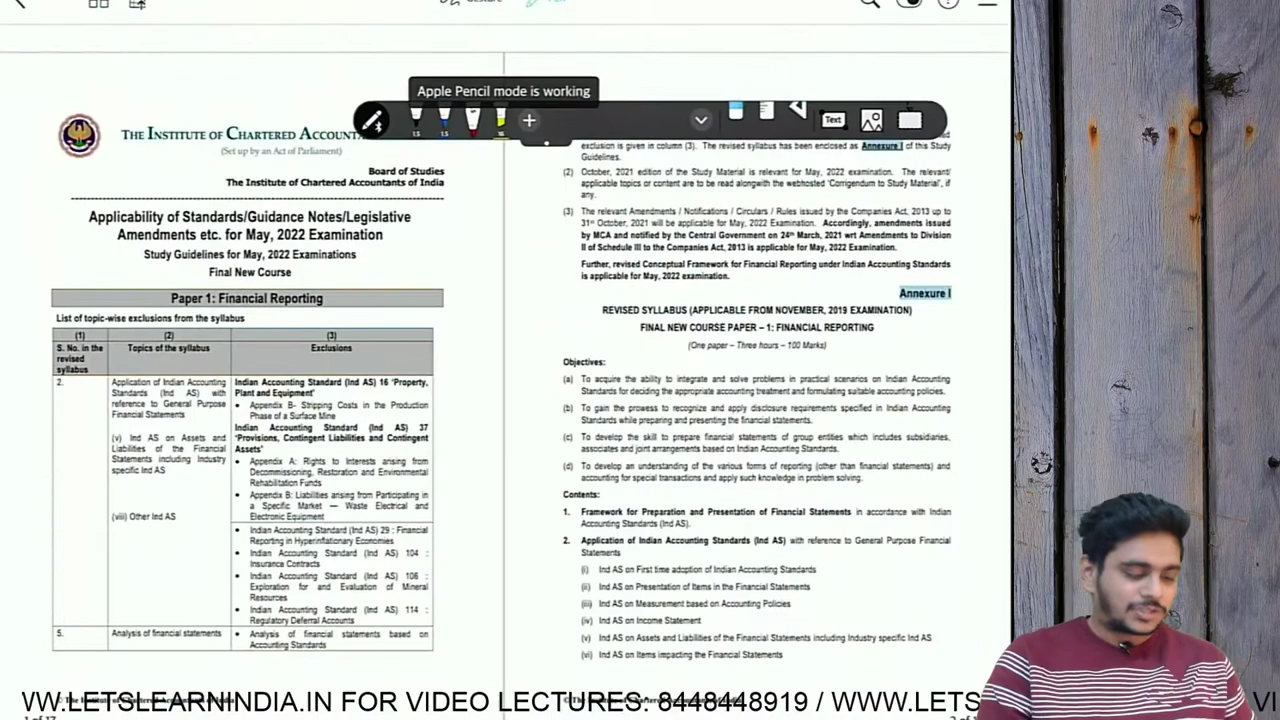 Apple Pencil mode is working
Text
THE INSTITUTE OF CHARTERED
(Set up by an Act of Parliament)
Board of Studies
The Institute of Chartered Accountants of India
Applicability of Standards/Guidance Notes/Legislative
Amendments etc. for May, 2022 Examination
Study Guidelines for May, 2022 Examinations
Final New Course
Paper 1: Financial Reporting
List of topic-wise exclusions from the syllabus
(1) (2) (3)
S. No. in the revised syllabus
Topics of the syllabus
Exclusions
2.
Application of Indian Accounting
Standards (Ind AS) with
reference to General Purpose
Financial Statements
(v) Ind AS on Assets and
Liabilities of the Financial
Statements including Industry
specific Ind AS
(viii) Other Ind AS
Indian Accounting Standard (Ind AS) 16 'Property,
Plant and Equipment'
• Appendix B- Stripping Costs in the Production
Phase of a Surface Mine
Indian Accounting Standard (Ind AS) 37
'Provisions, Contingent Liabilities and Contingent
Assets'
• Appendix A: Rights to Interests arising from
Decommissioning, Restoration and Environmental
Rehabilitation Funds
• Appendix B: Liabilities arising from Participating in
a Specific Market — Waste Electrical and
Electronic Equipment
• Indian Accounting Standard (Ind AS) 29 : Financial
Reporting in Hyperinflationary Economies
• Indian Accounting Standard (Ind AS) 104 :
Insurance Contracts
• Indian Accounting Standard (Ind AS) 106 :
Exploration for and Evaluation of Mineral
Resources
• Indian Accounting Standard (Ind AS) 114 :
Regulatory Deferral Accounts
5. Analysis of financial statements
• Analysis of financial statements based on
Accounting Standards
exclusion is given in column (3). The revised syllabus has been enclosed as Annexure I of this Study
Guidelines.
(2) October, 2021 edition of the Study Material is relevant for May, 2022 examination. The relevant/
applicable topics or content are to be read alongwith the webhosted 'Corrigendum to Study Material', if
any.
(3) The relevant Amendments / Notifications / Circulars / Rules issued by the Companies Act, 2013 up to
31st October, 2021 will be applicable for May, 2022 Examination. Accordingly, amendments issued
by MCA and notified by the Central Government on 24th March, 2021 wrt Amendments to Division
II of Schedule III to the Companies Act, 2013 is applicable for May, 2022 Examination.
Further, revised Conceptual Framework for Financial Reporting under Indian Accounting Standards
is applicable for May, 2022 examination.
Annexure I
REVISED SYLLABUS (APPLICABLE FROM NOVEMBER, 2019 EXAMINATION)
FINAL NEW COURSE PAPER – 1: FINANCIAL REPORTING
(One paper – Three hours – 100 Marks)
Objectives:
(a) To acquire the ability to integrate and solve problems in practical scenarios on Indian Accounting
Standards for deciding the appropriate accounting treatment and formulating suitable accounting policies.
(b) To gain the prowess to recognize and apply disclosure requirements specified in Indian Accounting
Standards while preparing and presenting the financial statements.
(c) To develop the skill to prepare financial statements of group entities which includes subsidiaries,
associates and joint arrangements based on Indian Accounting Standards.
(d) To develop an understanding of the various forms of reporting (other than financial statements) and
accounting for special transactions and apply such knowledge in problem solving.
Contents:
1. Framework for Preparation and Presentation of Financial Statements in accordance with Indian
Accounting Standards (Ind AS).
2. Application of Indian Accounting Standards (Ind AS) with reference to General Purpose Financial
Statements
(i) Ind AS on First time adoption of Indian Accounting Standards
(ii) Ind AS on Presentation of Items in the Financial Statements
(iii) Ind AS on Measurement based on Accounting Policies
(iv) Ind AS on Income Statement
(v) Ind AS on Assets and Liabilities of the Financial Statements including Industry specific Ind AS
(vi) Ind AS on Items impacting the Financial Statements
WW.LETSLEARNINDIA.IN FOR VIDEO LECTURES: 8448448919 / WWW.LETS